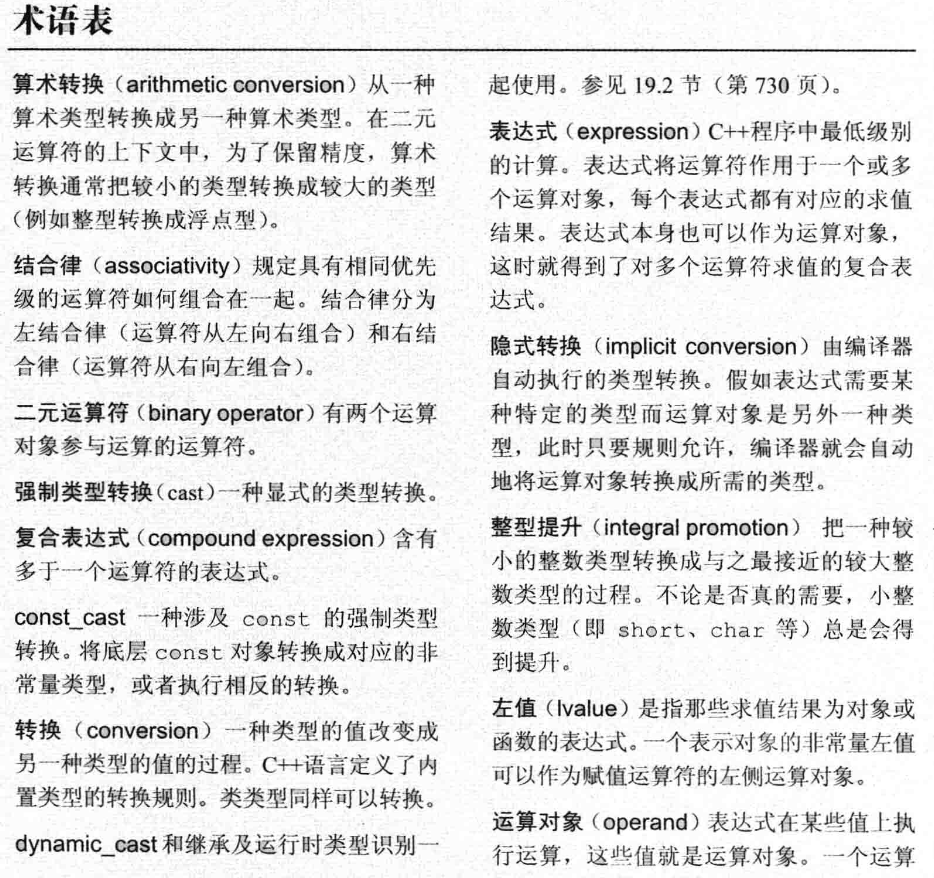 术语表
算术转换（arithmetic conversion）从一种
算术类型转换成另一种算术类型。在二元
运算符的上下文中，为了保留精度，算术
转换通常把较小的类型转换成较大的类型
（例如整型转换成浮点型）。
结合律（associativity）规定具有相同优先
级的运算符如何组合在一起。结合律分为
左结合律（运算符从左向右组合）和右结
合律（运算符从右向左组合）。
二元运算符（binary operator）有两个运算
对象参与运算的运算符。
强制类型转换（cast）一种显式的类型转换。
复合表达式（compound expression）含有
多于一个运算符的表达式。
const_cast 一种涉及 const 的强制类型
转换。将底层 const 对象转换成对应的非
常量类型，或者执行相反的转换。
转换（conversion）一种类型的值改变成
另一种类型的值的过程。C++语言定义了内
置类型的转换规则。类类型同样可以转换。
dynamic_cast 和继承及运行时类型识别一
起使用。参见 19.2 节（第 730 页）。
表达式（expression）C++程序中最低级别
的计算。表达式将运算符作用于一个或多
个运算对象，每个表达式都有对应的求值
结果。表达式本身也可以作为运算对象，
这时就得到了对多个运算符求值的复合表
达式。
隐式转换（implicit conversion）由编译器
自动执行的类型转换。假如表达式需要某
种特定的类型而运算对象是另外一种类
型，此时只要规则允许，编译器就会自动
地将运算对象转换成所需的类型。
整型提升（integral promotion） 把一种较
小的整数类型转换成与之最接近的较大整
数类型的过程。不论是否真的需要，小整
数类型（即 short、char 等）总是会得
到提升。
左值（lvalue）是指那些求值结果为对象或
函数的表达式。一个表示对象的非常量左值
可以作为赋值运算符的左侧运算对象。
运算对象（operand）表达式在某些值上执
行运算，这些值就是运算对象。一个运算